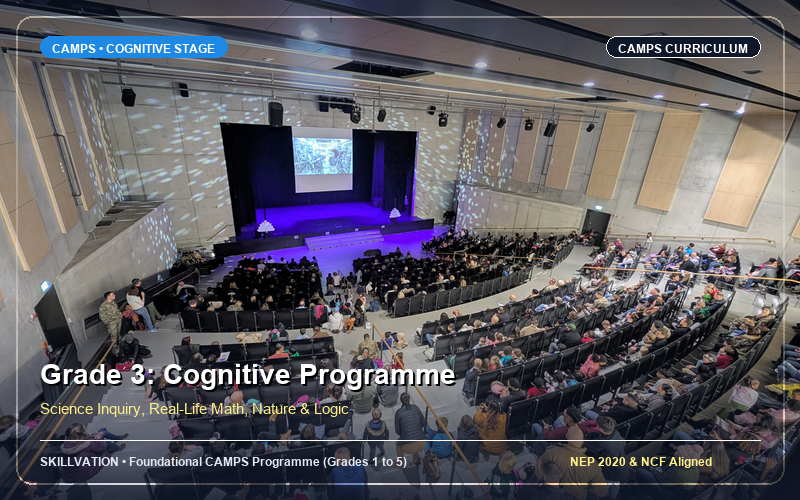 CAMPS • COGNITIVE STAGE
CAMPS CURRICULUM
Grade 3: Cognitive Programme
Science Inquiry, Real-Life Math, Nature & Logic
SKILLVATION • Foundational CAMPS Programme (Grades 1 to 5)
NEP 2020 & NCF Aligned